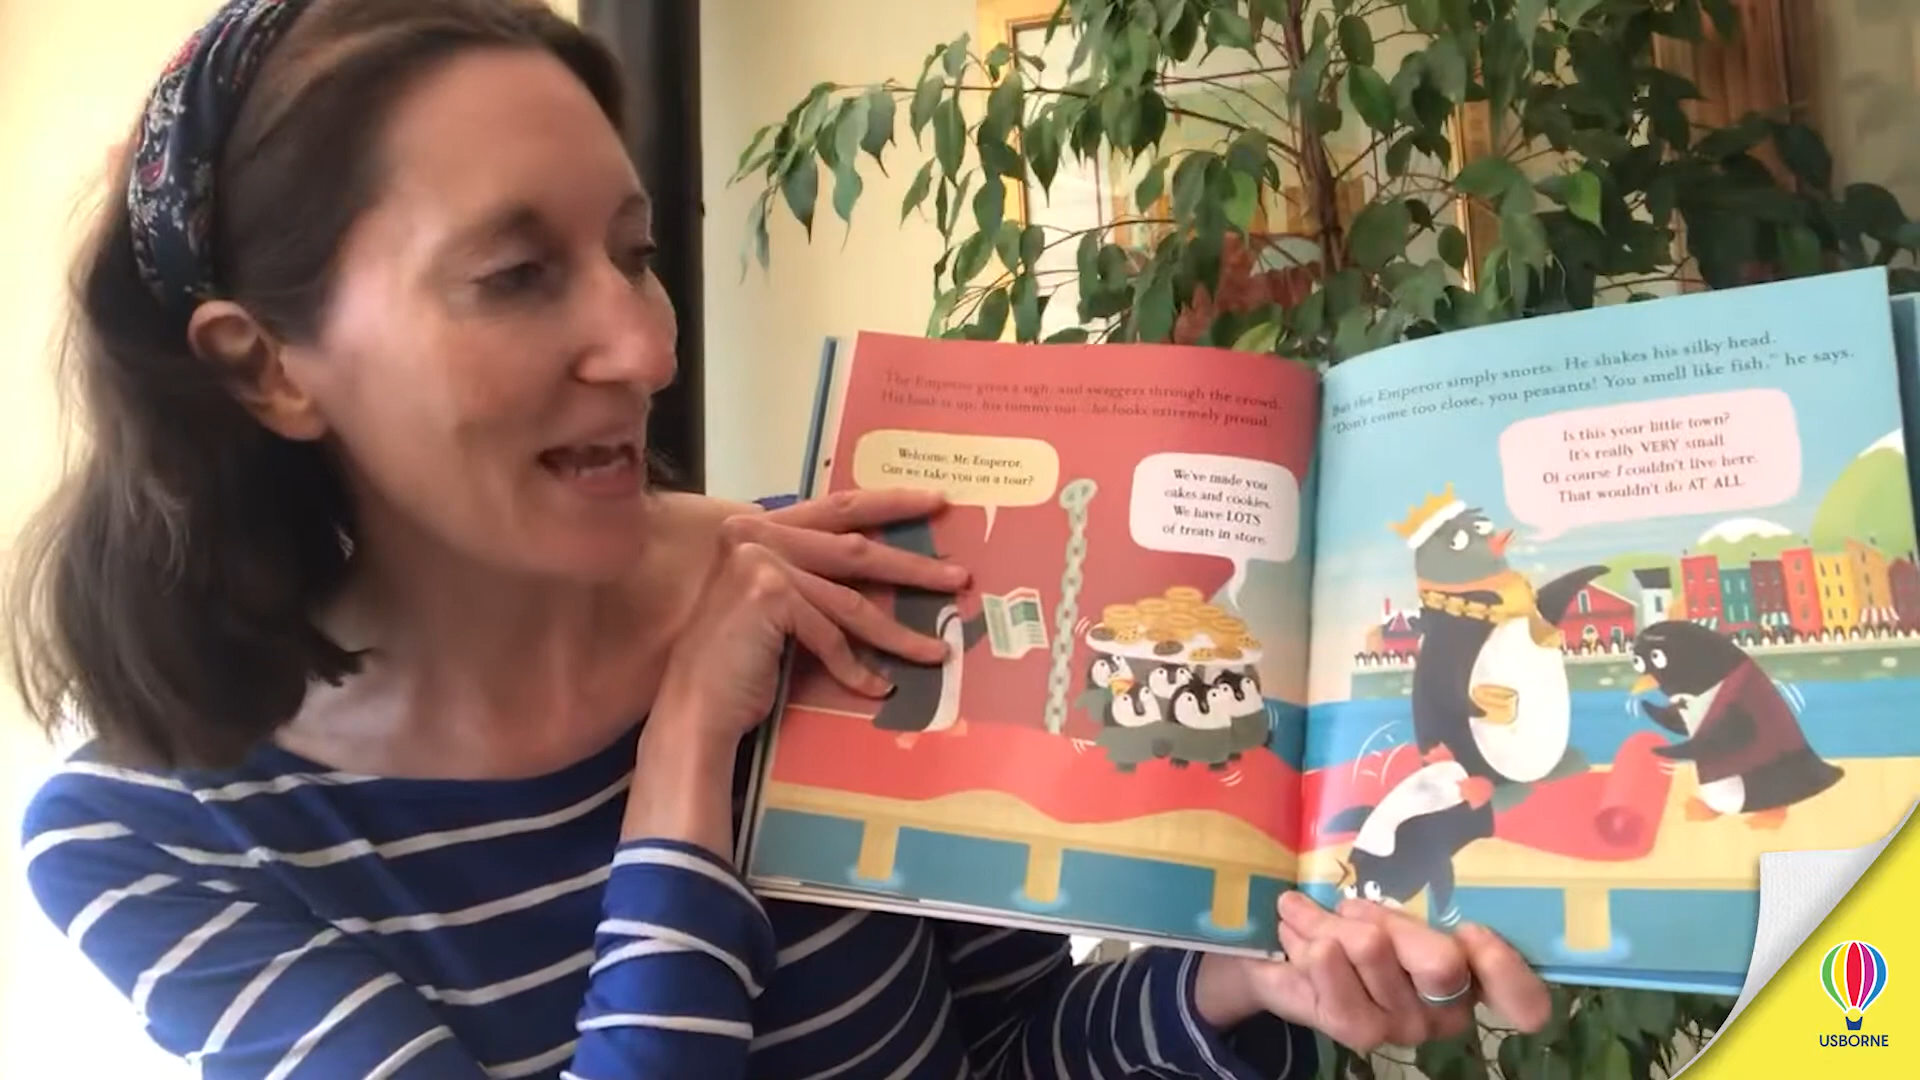 The Emperor gives a sigh, and swaggers through the crowd.
His beak is up, his tummy out - he looks extremely proud.
Welcome, Mr. Emperor.
Can we take you on a tour?
We've made you
cakes and cookies.
We have LOTS
of treats in store.
But the Emperor simply snorts. He shakes his silky head.
"Don't come too close, you peasants! You smell like fish," he says.
Is this your little town?
It's really VERY small.
Of course I couldn't live here.
That wouldn't do AT ALL.
USBORNE